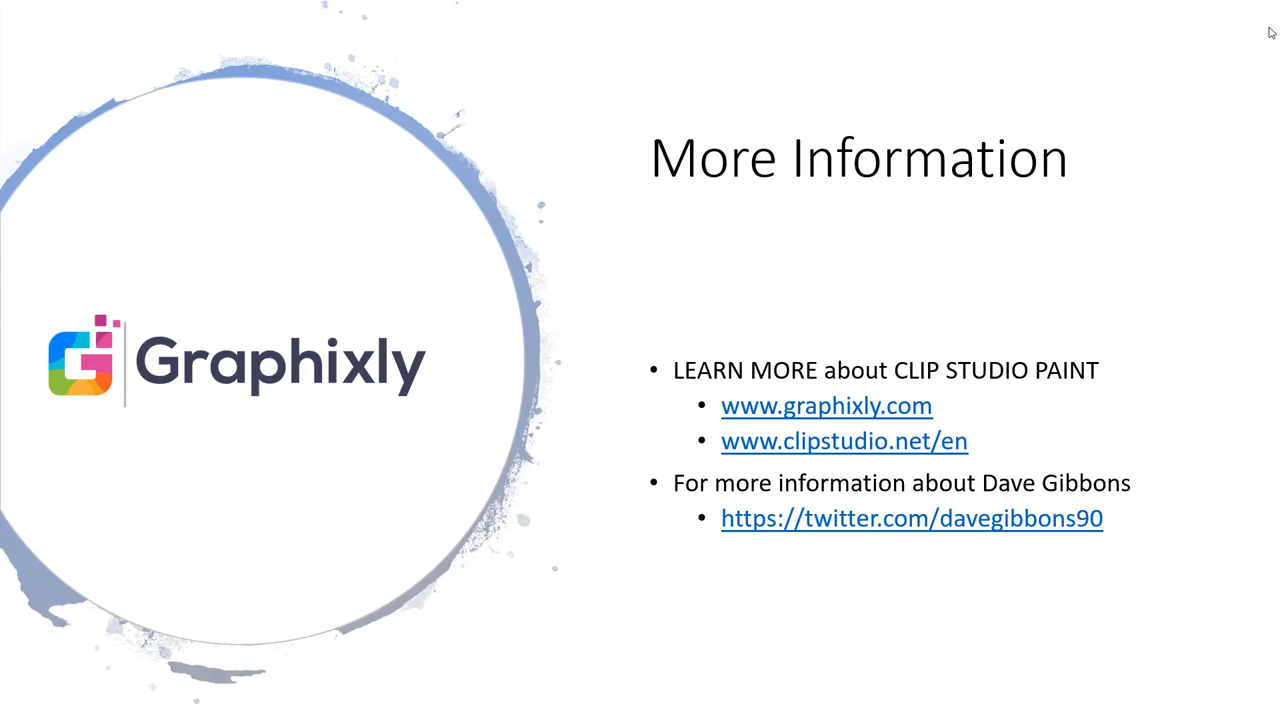 Graphixly
More Information
• LEARN MORE about CLIP STUDIO PAINT
• www.graphixly.com
• www.clipstudio.net/en
• For more information about Dave Gibbons
• https://twitter.com/davegibbons90